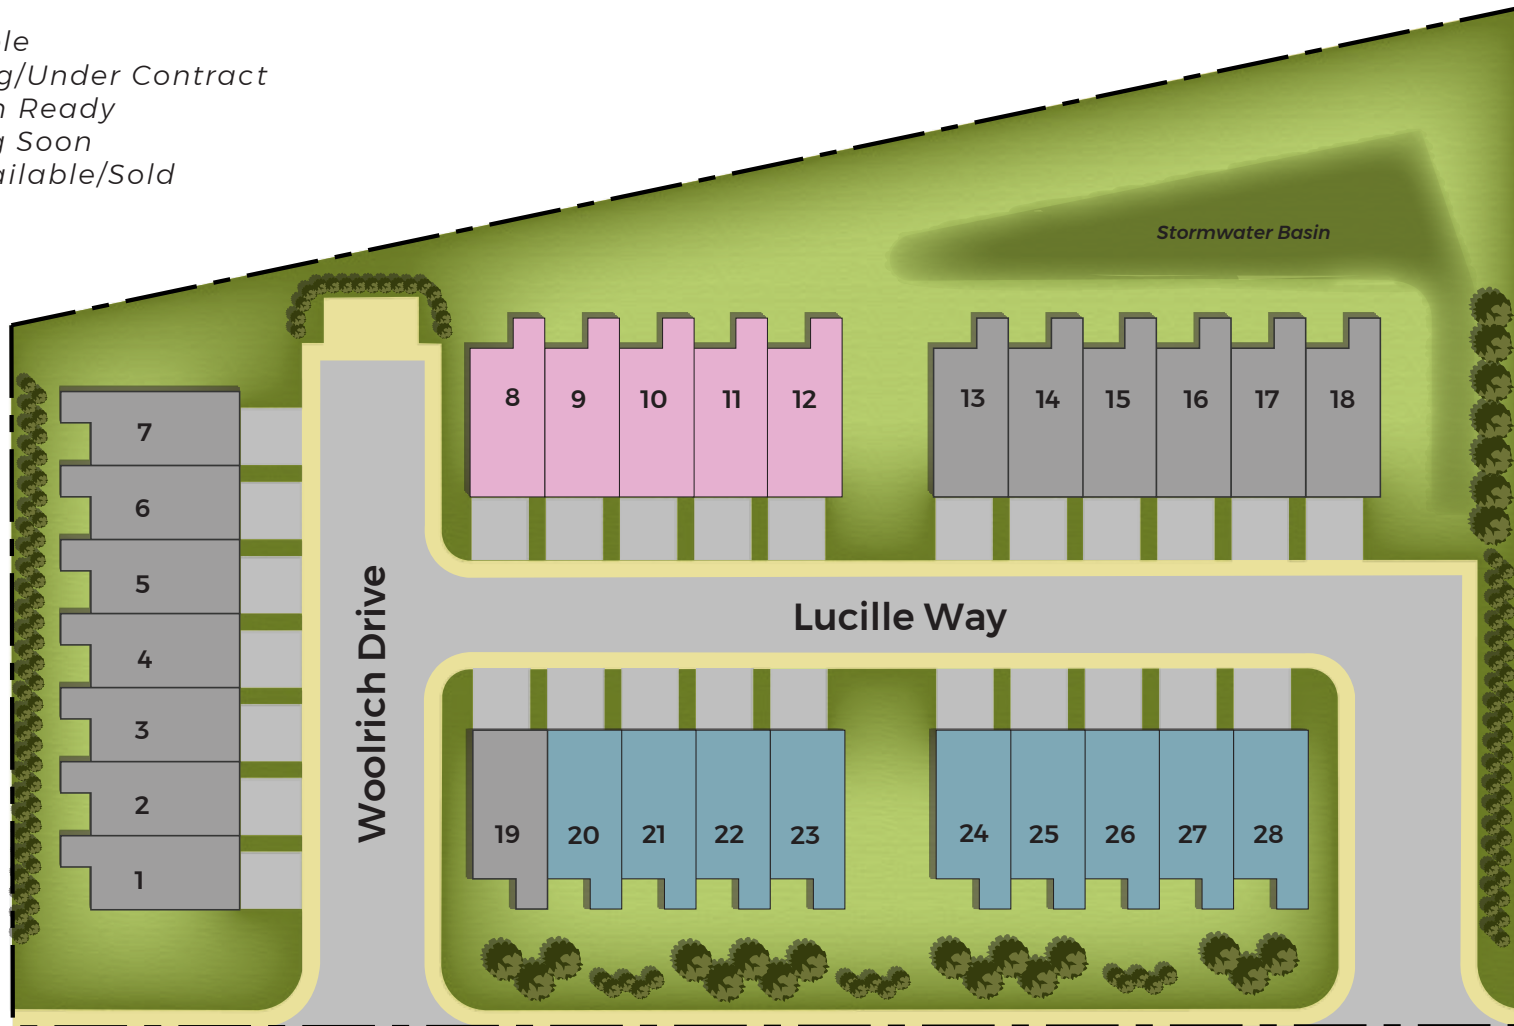 le
g/Under Contract
n Ready
g Soon
ailable/Sold
Stormwater Basin
8 9 10 11 12
13 14 15 16 17 18
7
6
5
4
3
2
1
Woolrich Drive
Lucille Way
19 20 21 22 23
24 25 26 27 28